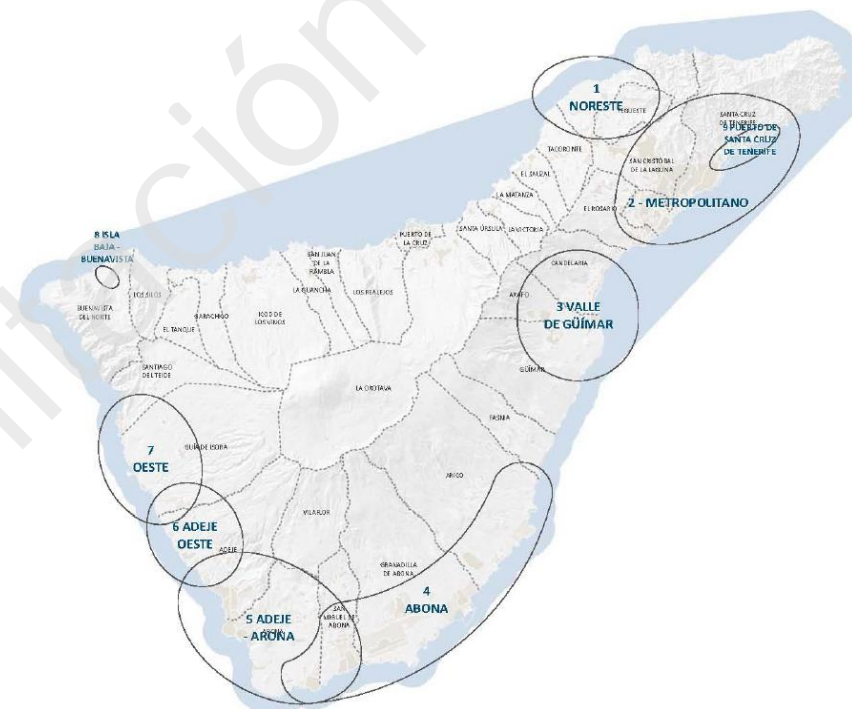 1
NORESTE
TEGUESTE
SANTA CRUZ
DE TENERIFE
9 PUERTO DE
SANTA CRUZ
DE TENERIFE
TACORONTE
SAN CRISTOBAL
DE LA LAGUNA
EL SAUZAL
LA MATANZA
EL ROSARIO
2 - METROPOLITANO
SANTA ÚRSULA
LA VICTORIA
PUERTO DE
LA CRUZ
8 ISLA
BAJA -
BUENAVISTA
SAN JUAN
DE LA
RAMBLA
CANDELARIA
LA GUANCHA
LOS REALEJOS
ARAFO
LOS SILOS
BUENAVISTA
DEL NORTE
GARACHICO
ICOD DE
LOS VINOS
EL TANQUE
3 VALLE
DE GÜÍMAR
SANTIAGO
DEL TEIDE
GÜÍMAR
LA OROTAVA
FASNIA
7
OESTE
GUÍA DE ISORA
ARICO
VILAFLOR
6 ADEJE
OESTE
ADEJE
GRANADILLA
DE ABONA
4
ABONA
SAN
MIGUEL DE
ABONA
5 ADEJE
- ARONA
ARONA
itación